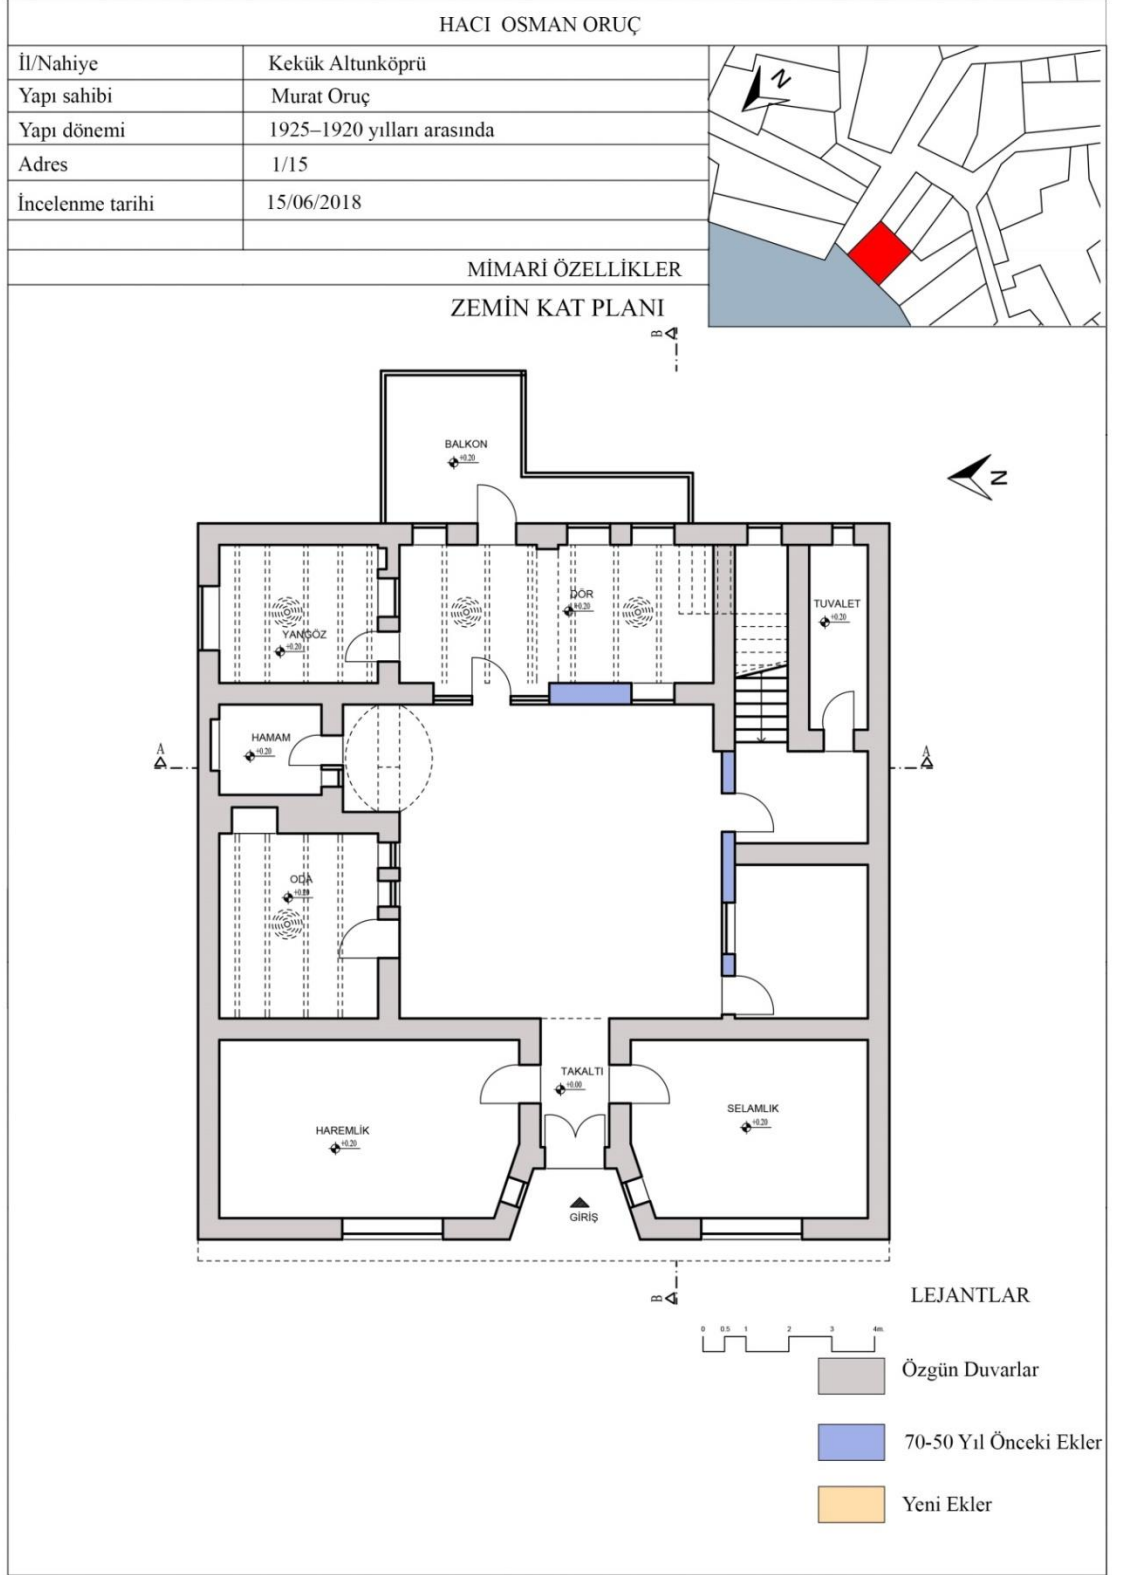 HACI OSMAN ORUÇ
İl/Nahiye Kekük Altunköprü
Yapı sahibi Murat Oruç
Yapı dönemi 1925–1920 yılları arasında
Adres 1/15
İncelenme tarihi 15/06/2018
N
MİMARİ ÖZELLİKLER
ZEMİN KAT PLANI
B
BALKON
+0.20
N
DÖR
+0.20
TUVALET
+0.20
YANGÖZ
+0.20
HAMAM
+0.20
A
A
ODA
+0.20
TAKALTI
+0.00
HAREMLİK
+0.20
SELAMLIK
+0.20
GİRİŞ
B
LEJANTLAR
0 0.5 1 2 3 4m.
Özgün Duvarlar
70-50 Yıl Önceki Ekler
Yeni Ekler